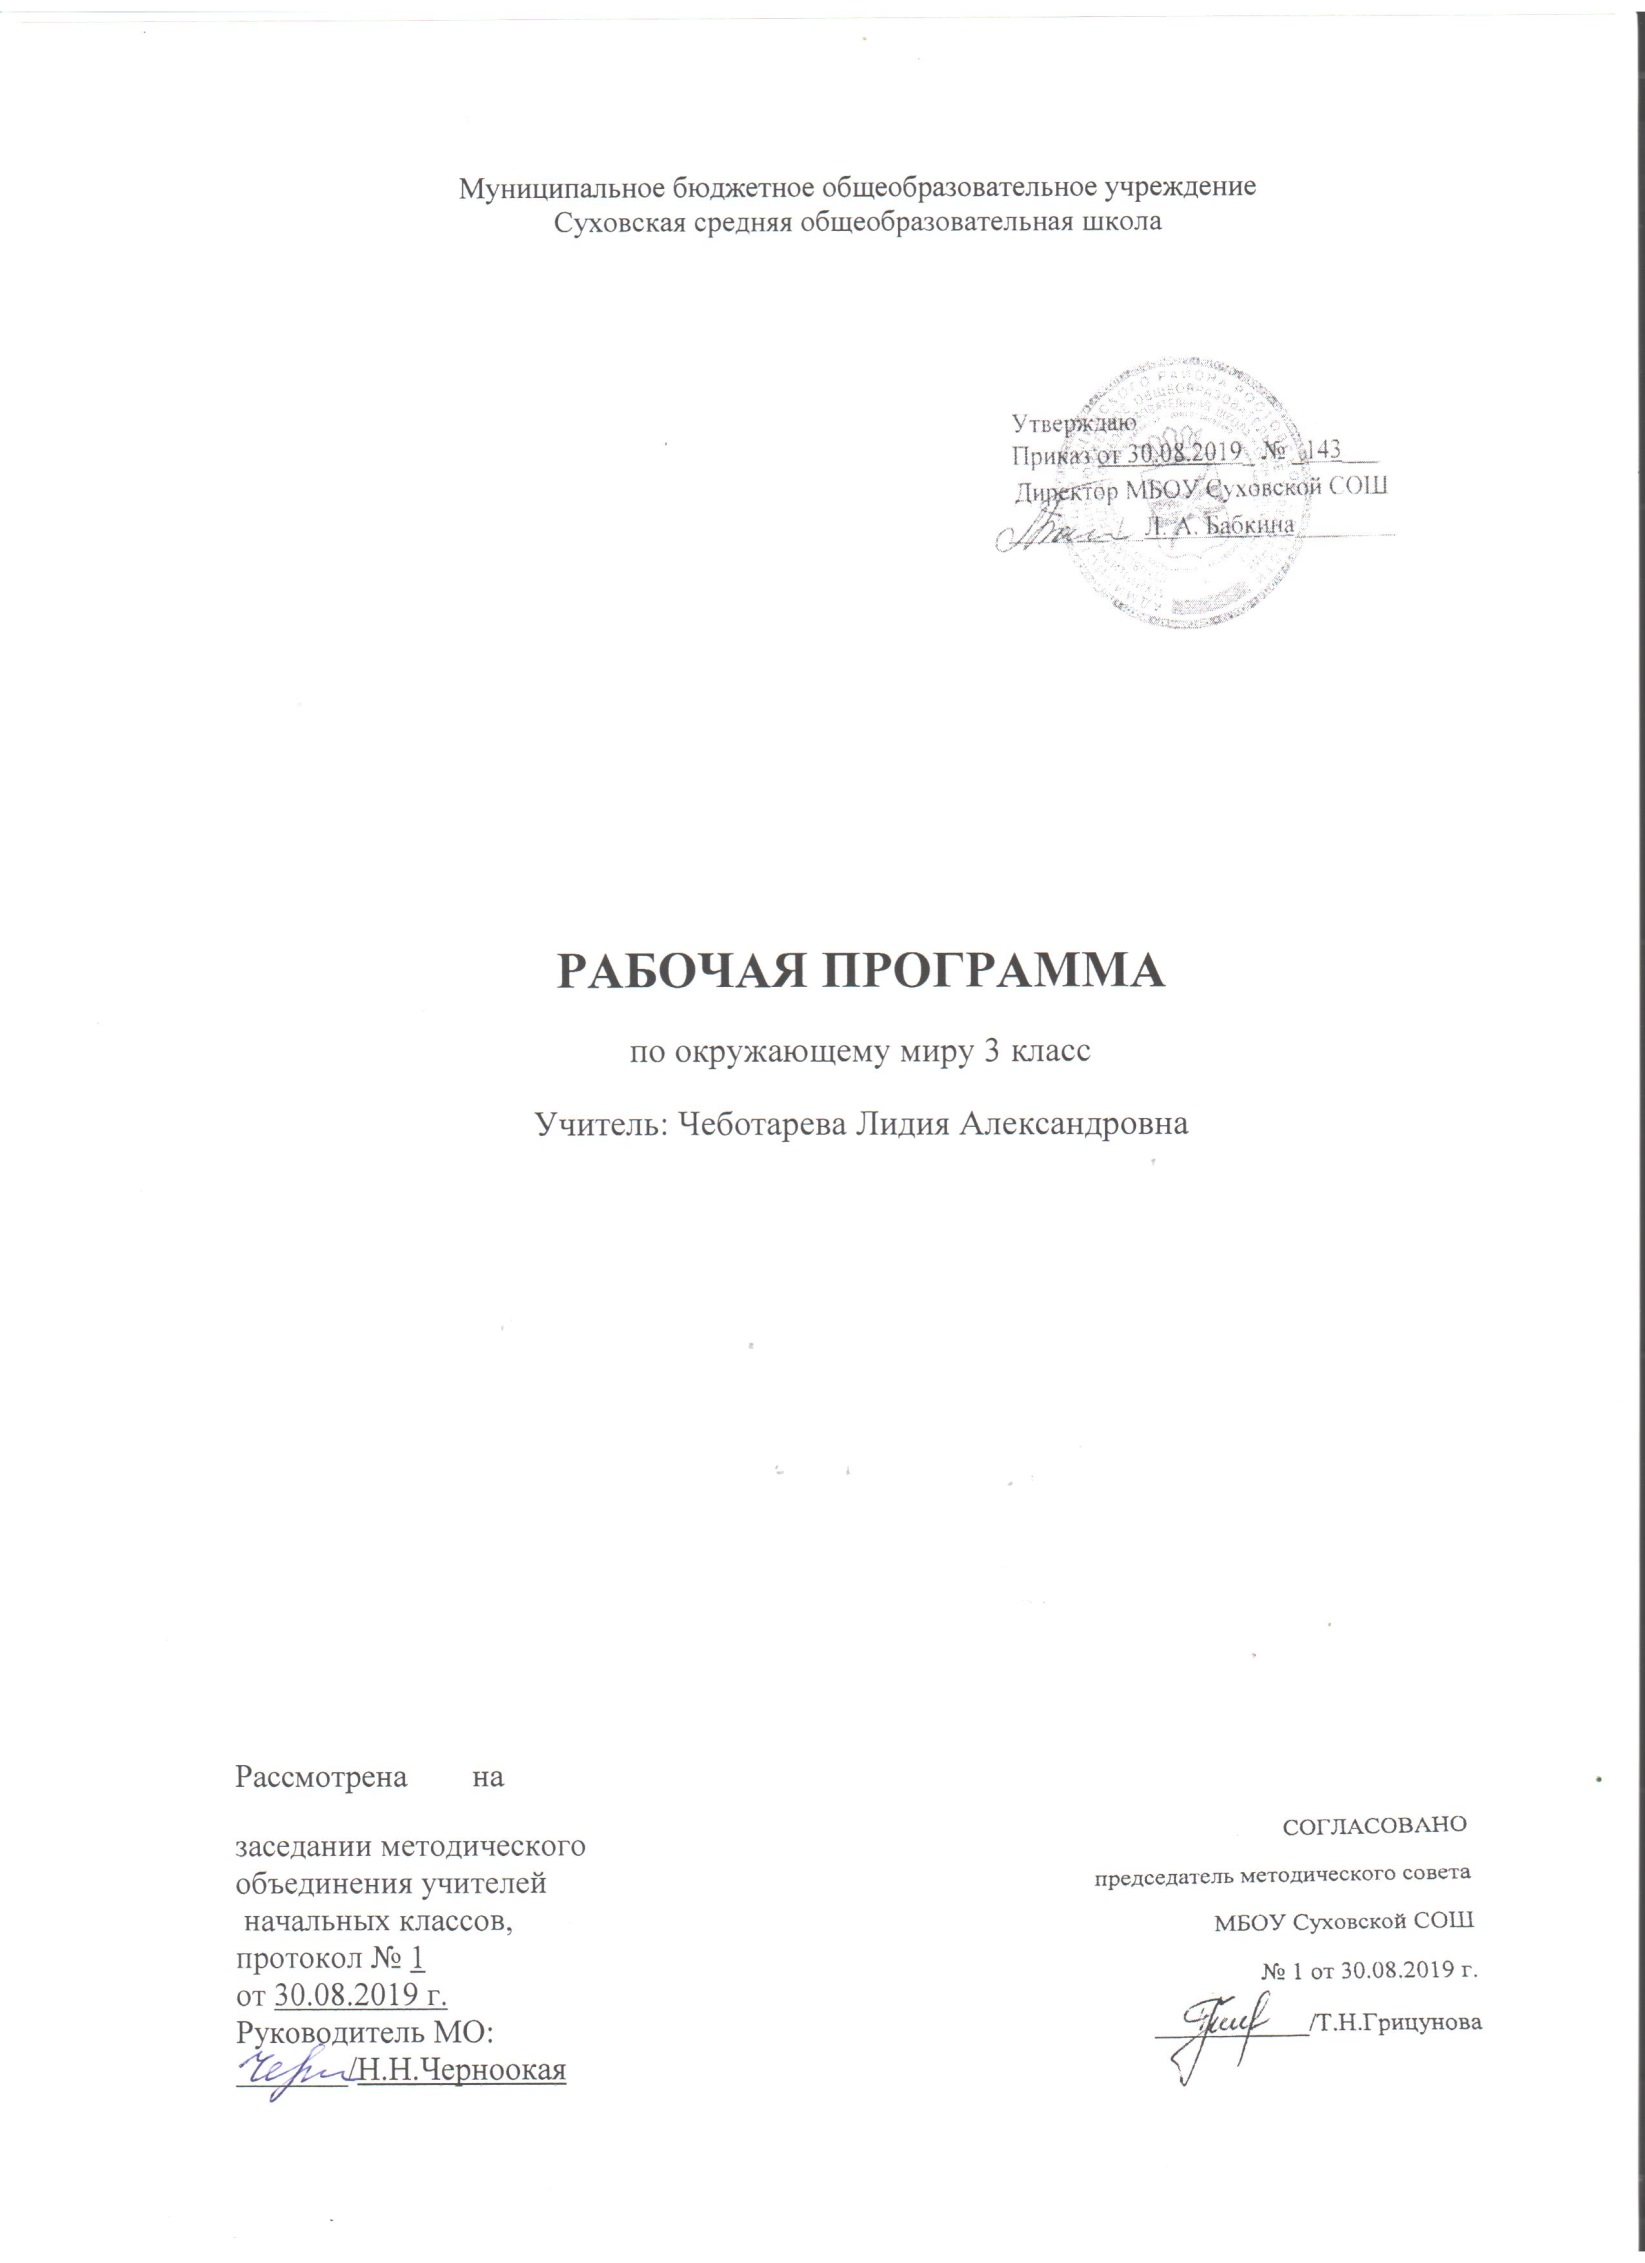 Муниципальное бюджетное общеобразовательное учреждение
Суховская средняя общеобразовательная школа
Утверждаю
Приказ от 30.08.2019_ № _143___
Директор МБОУ Суховской СОШ
Л. А. Бабкина
РАБОЧАЯ ПРОГРАММА
по окружающему миру 3 класс
Учитель: Чеботарева Лидия Александровна
Рассмотрена на
заседании методического
объединения учителей
начальных классов,
протокол № 1
от 30.08.2019 г.
Руководитель МО:
/Н.Н.Черноокая
СОГЛАСОВАНО
председатель методического совета
МБОУ Суховской СОШ
№ 1 от 30.08.2019 г.
/Т.Н.Грицунова